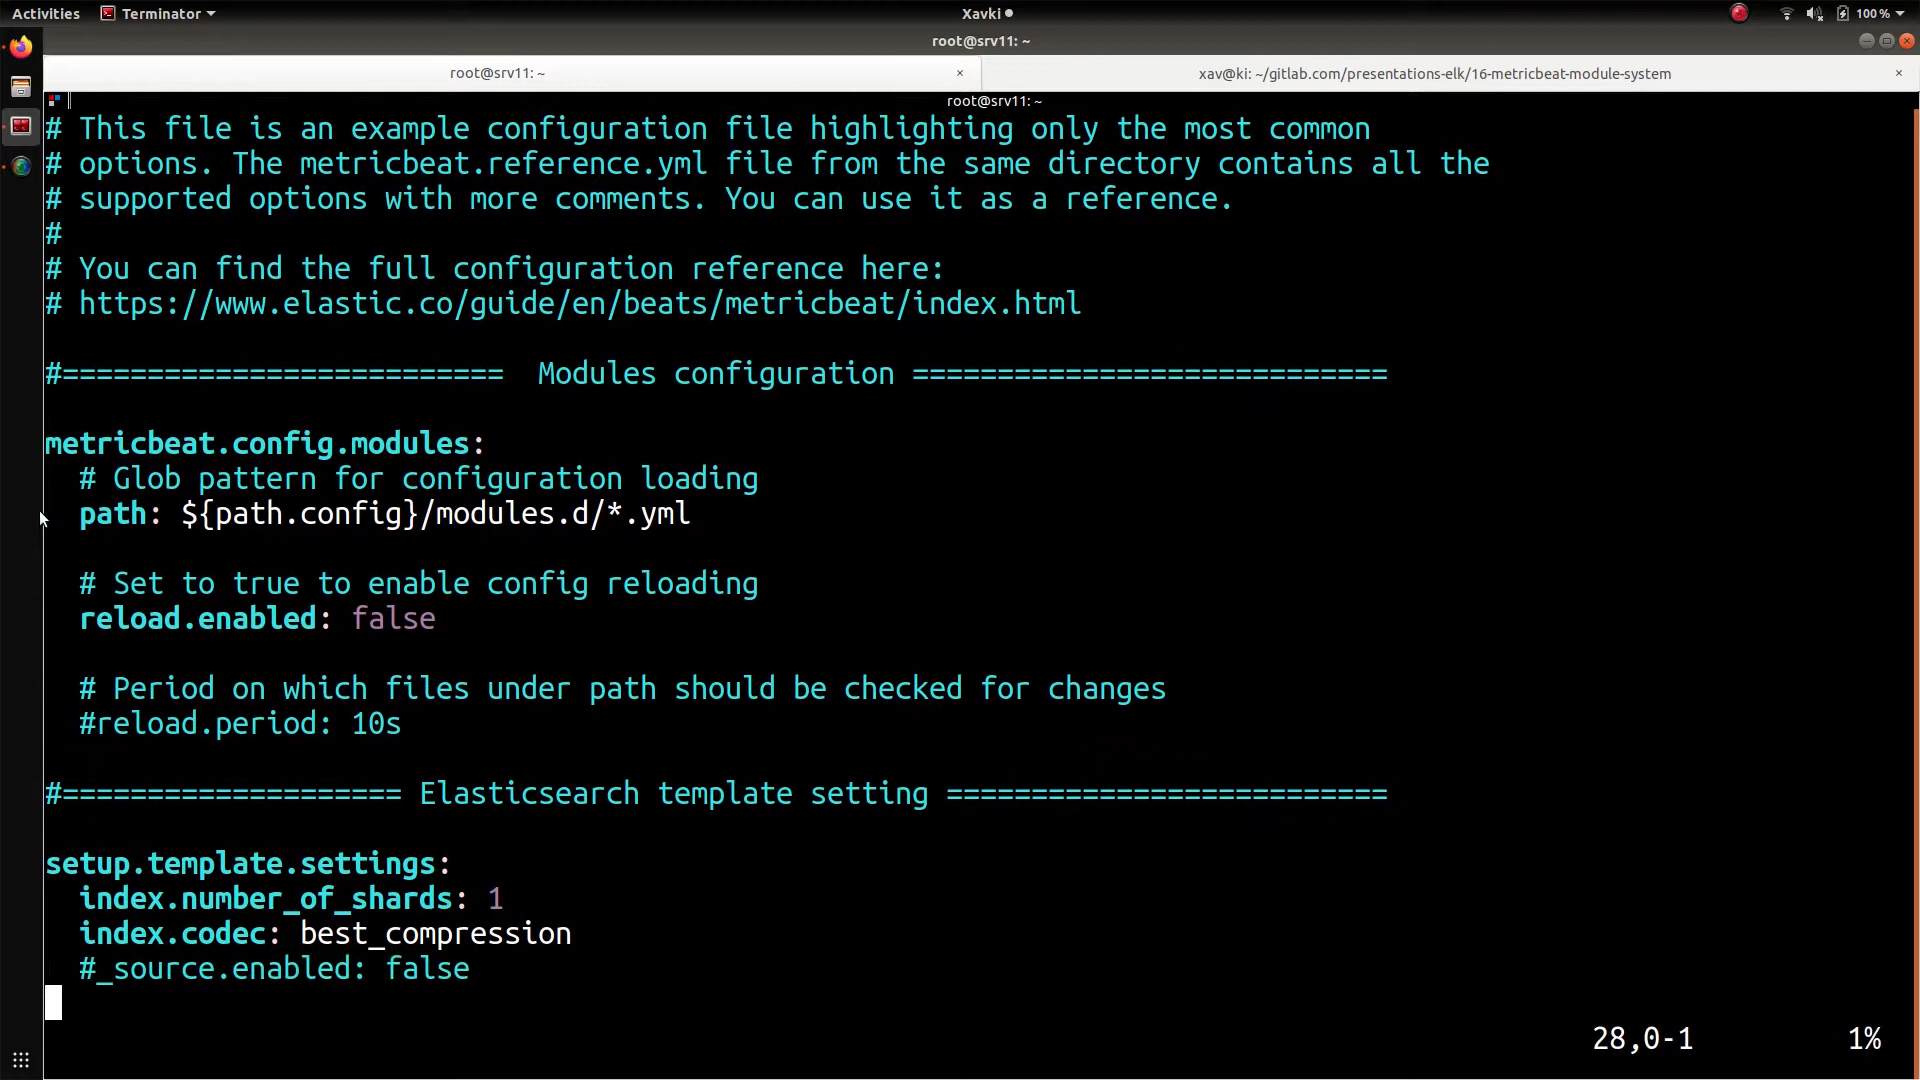 Activities Terminator Xavki 100 %
root@srv11: ~
root@srv11: ~ × xav@ki: ~/gitlab.com/presentations-elk/16-metricbeat-module-system ×
root@srv11: ~
# This file is an example configuration file highlighting only the most common
# options. The metricbeat.reference.yml file from the same directory contains all the
# supported options with more comments. You can use it as a reference.
#
# You can find the full configuration reference here:
# https://www.elastic.co/guide/en/beats/metricbeat/index.html
#==========================  Modules configuration ============================
metricbeat.config.modules:
  # Glob pattern for configuration loading
  path: ${path.config}/modules.d/*.yml
  # Set to true to enable config reloading
  reload.enabled: false
  # Period on which files under path should be checked for changes
  #reload.period: 10s
#==================== Elasticsearch template setting ==========================
setup.template.settings:
  index.number_of_shards: 1
  index.codec: best_compression
  #_source.enabled: false
28,0-1 1%